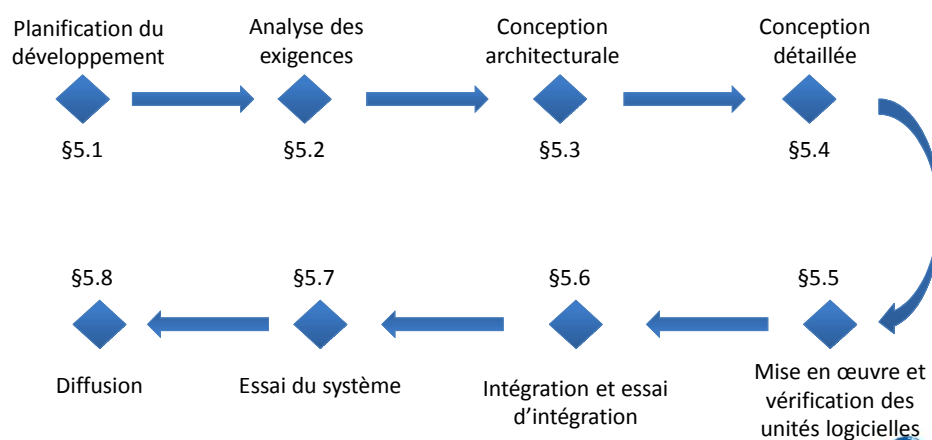 Planification du
développement
Analyse des
exigences
Conception
architecturale
Conception
détaillée
§5.1
§5.2
§5.3
§5.4
§5.8
§5.7
§5.6
§5.5
Diffusion
Essai du système
Intégration et essai
d’intégration
Mise en œuvre et
vérification des
unités logicielles